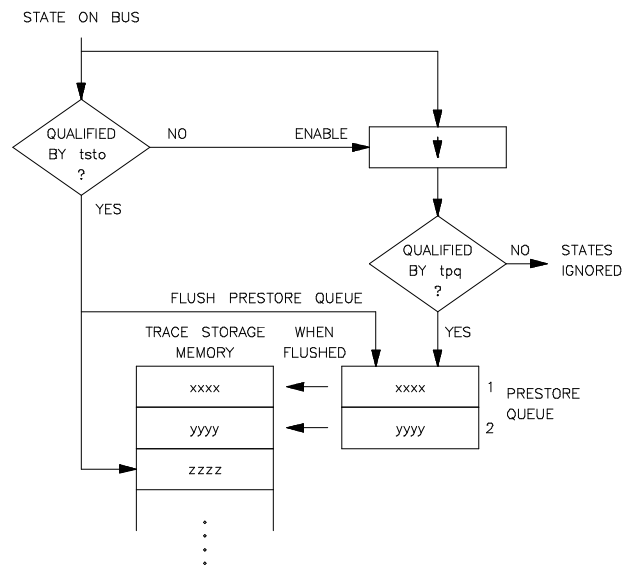 STATE ON BUS
QUALIFIED
BY tsto
?
NO
ENABLE
YES
QUALIFIED
BY tpq
?
NO
STATES
IGNORED
YES
FLUSH PRESTORE QUEUE
TRACE STORAGE
MEMORY
WHEN
FLUSHED
xxxx
xxxx
1
PRESTORE
QUEUE
yyyy
yyyy
2
zzzz